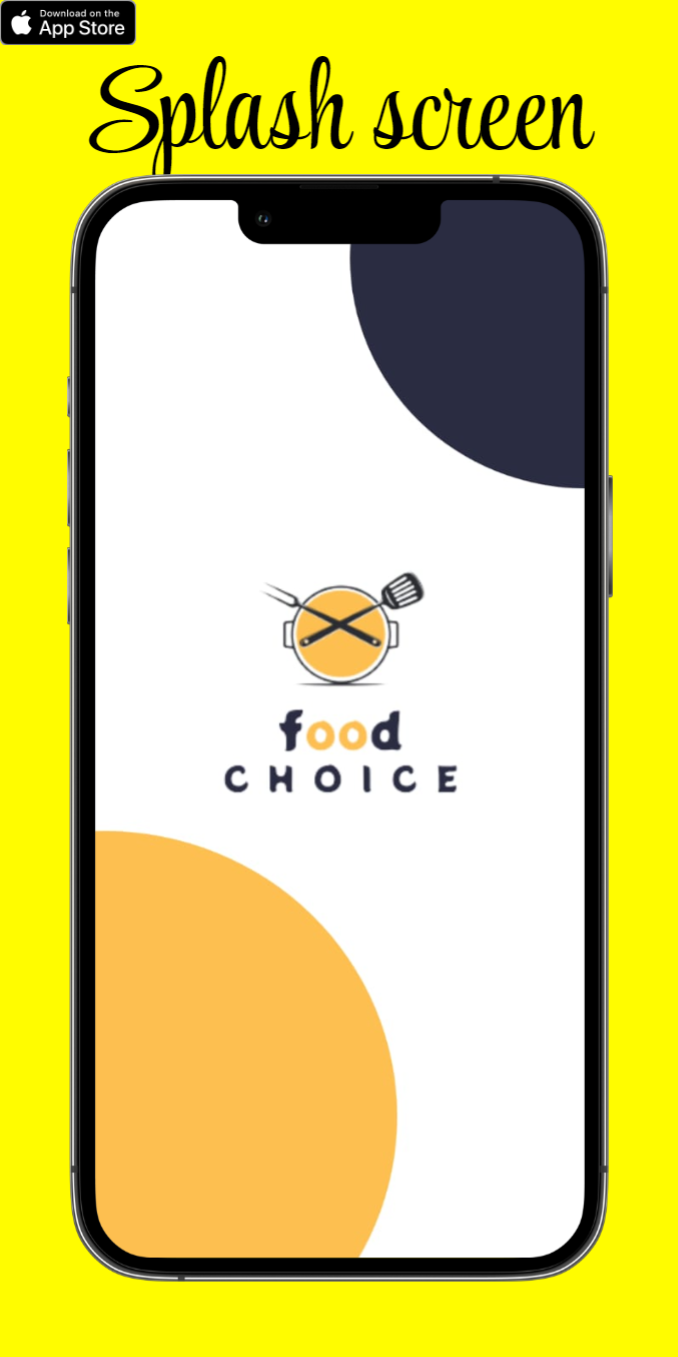 Download on the
App Store
Splash screen
food
CHOICE